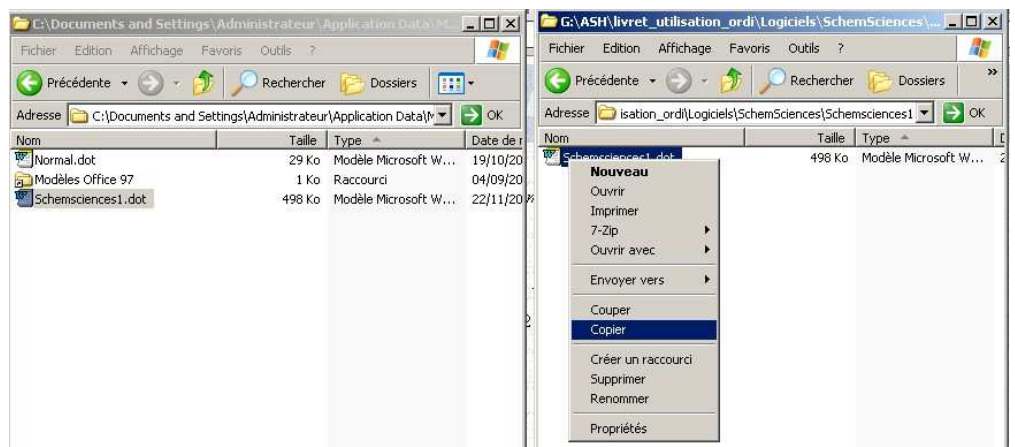 C:\Documents and Settings\Administrateur\Application Data\M...
Fichier Edition Affichage Favoris Outils ?
Précédente Rechercher Dossiers
Adresse C:\Documents and Settings\Administrateur\Application Data\M OK
Nom Taille Type Date de r
Normal.dot 29 Ko Modèle Microsoft W... 19/10/20
Modèles Office 97 1 Ko Raccourci 04/09/20
Schemsciences1.dot 498 Ko Modèle Microsoft W... 22/11/20
G:\ASH\livret_utilisation_ordi\Logiciels\SchemSciences\...
Fichier Edition Affichage Favoris Outils ?
Précédente Rechercher Dossiers »
Adresse isation_ordi\Logiciels\SchemSciences\Schemsciences1 OK
Nom Taille Type D
Schemsciences1.dot 498 Ko Modèle Microsoft W... 2
Nouveau
Ouvrir
Imprimer
7-Zip
Ouvrir avec
Envoyer vers
Couper
Copier
Créer un raccourci
Supprimer
Renommer
Propriétés